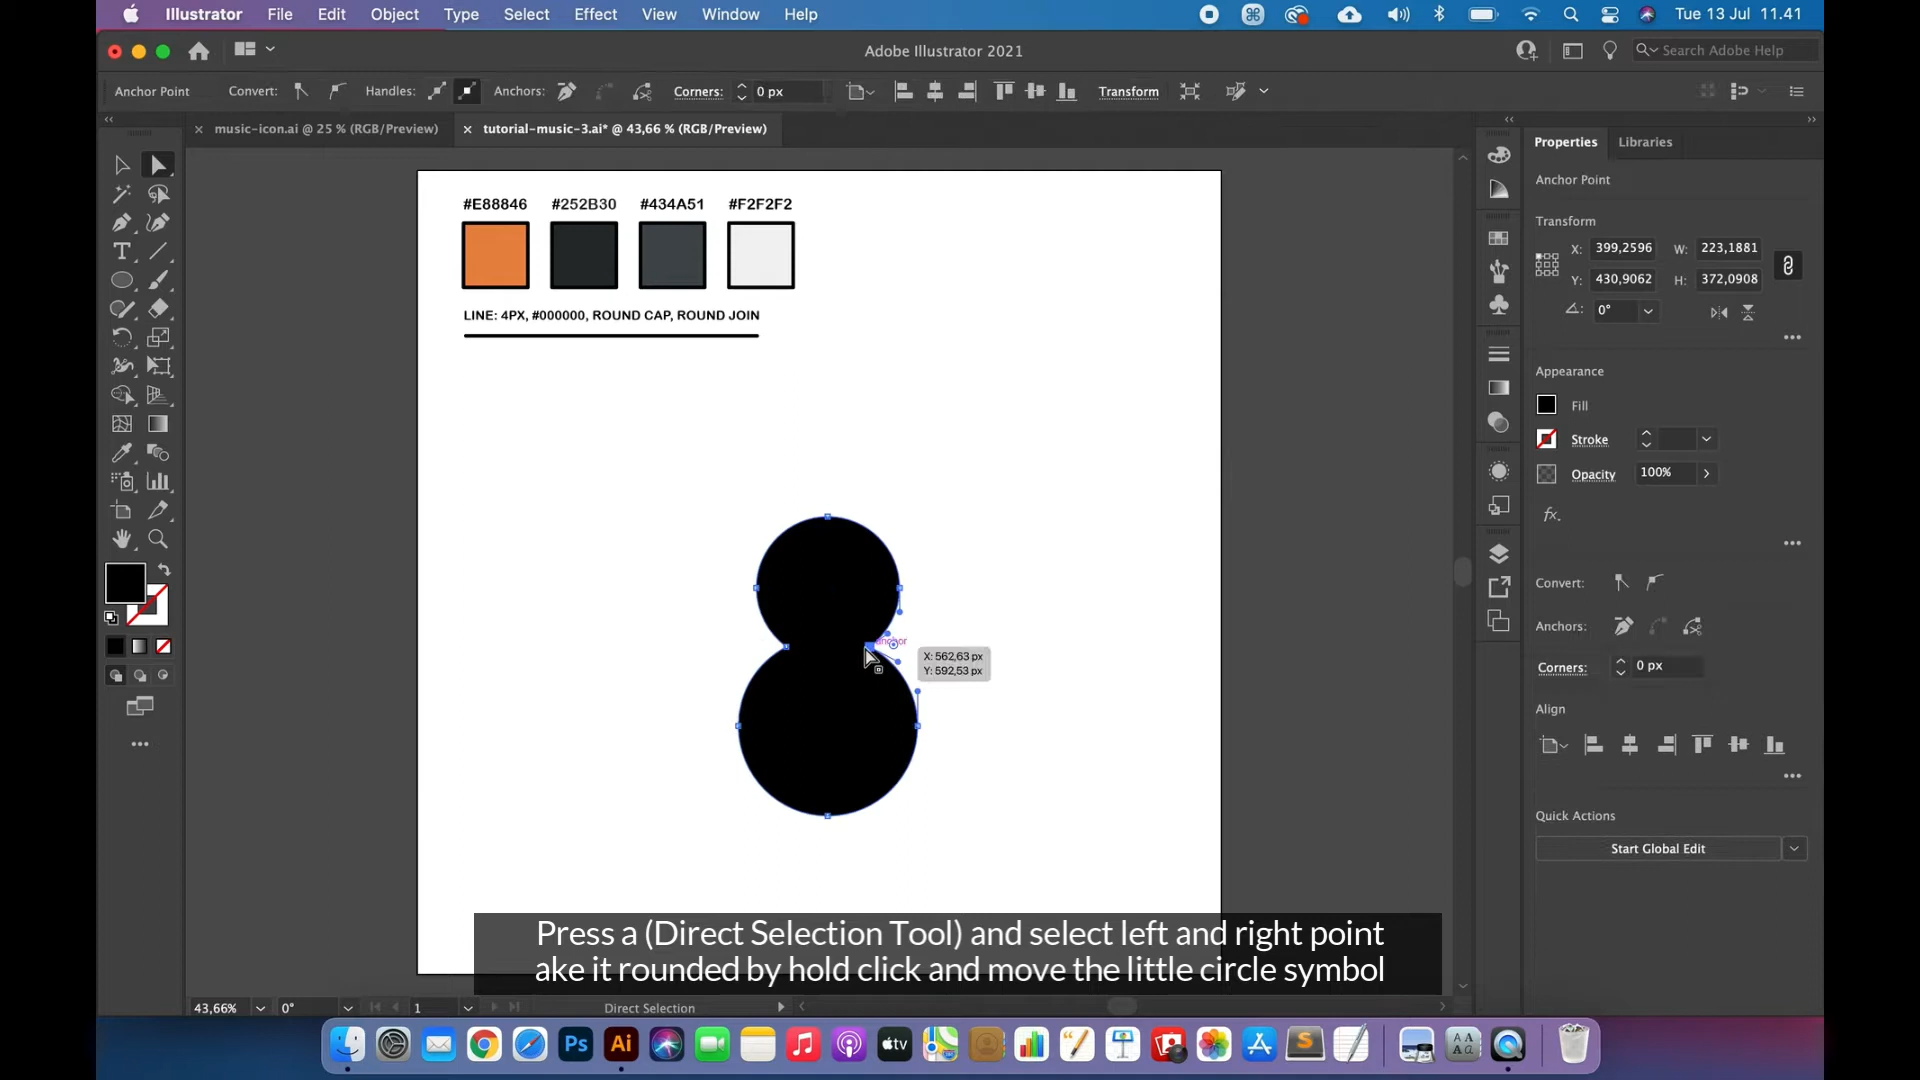 Illustrator File Edit Object Type Select Effect View Window Help Tue 13 Jul 11.41
Adobe Illustrator 2021
Search Adobe Help
Anchor Point Convert: Handles: Anchors: Corners: 0 px Transform
music-icon.ai @ 25 % (RGB/Preview) tutorial-music-3.ai* @ 43,66 % (RGB/Preview)
Properties Libraries
Anchor Point
Transform
X: 399,2596 W: 223,1881
Y: 430,9062 H: 372,0908
0°
Appearance
Fill
Stroke
Opacity 100%
fx.
Convert:
Anchors:
Corners: 0 px
Align
Quick Actions
Start Global Edit
#E88846 #252B30 #434A51 #F2F2F2
LINE: 4PX, #000000, ROUND CAP, ROUND JOIN
anchor
X: 562,63 px
Y: 592,53 px
Press a (Direct Selection Tool) and select left and right point
ake it rounded by hold click and move the little circle symbol
43,66% 0° 1 Direct Selection
Ps Ai tv